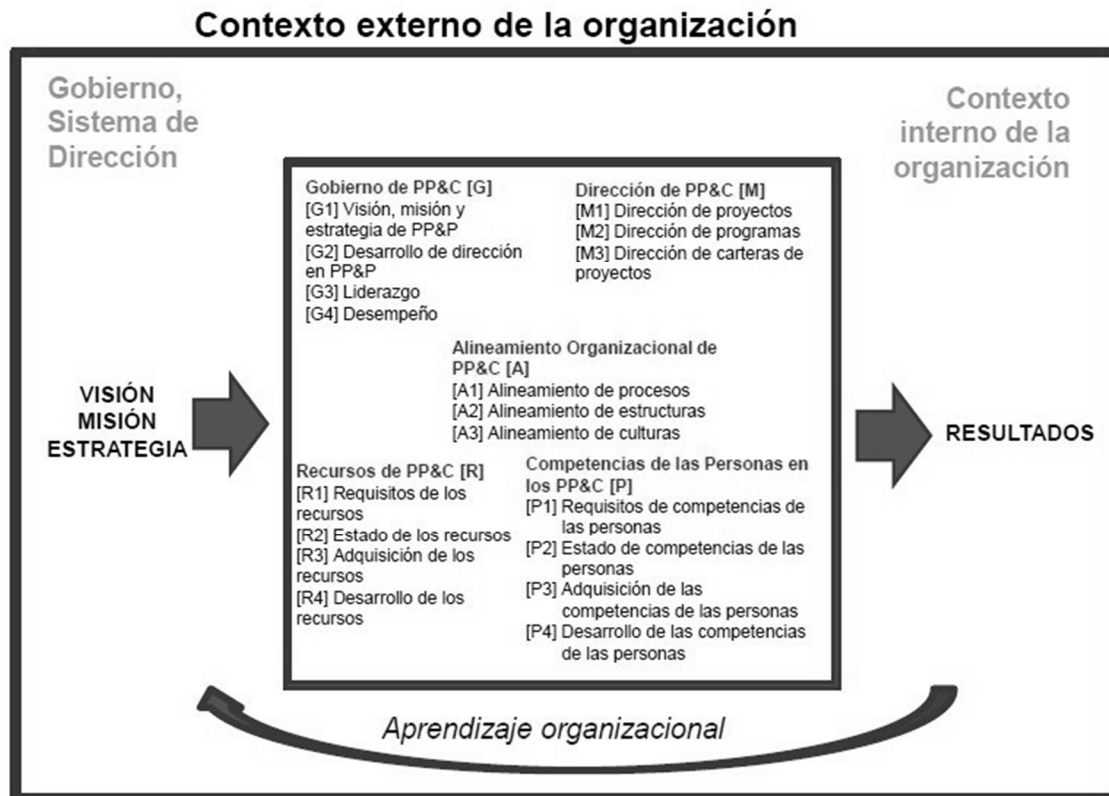 Contexto externo de la organización
Gobierno,
Sistema de
Dirección
Contexto
interno de la
organización
Gobierno de PP&C [G]
[G1] Visión, misión y
estrategia de PP&P
[G2] Desarrollo de dirección
en PP&P
[G3] Liderazgo
[G4] Desempeño
Dirección de PP&C [M]
[M1] Dirección de proyectos
[M2] Dirección de programas
[M3] Dirección de carteras de
proyectos
Alineamiento Organizacional de
PP&C [A]
[A1] Alineamiento de procesos
[A2] Alineamiento de estructuras
[A3] Alineamiento de culturas
VISIÓN
MISIÓN
ESTRATEGIA
RESULTADOS
Recursos de PP&C [R]
[R1] Requisitos de los
recursos
[R2] Estado de los recursos
[R3] Adquisición de los
recursos
[R4] Desarrollo de los
recursos
Competencias de las Personas en
los PP&C [P]
[P1] Requisitos de competencias de
las personas
[P2] Estado de competencias de las
personas
[P3] Adquisición de las
competencias de las personas
[P4] Desarrollo de las competencias
de las personas
Aprendizaje organizacional